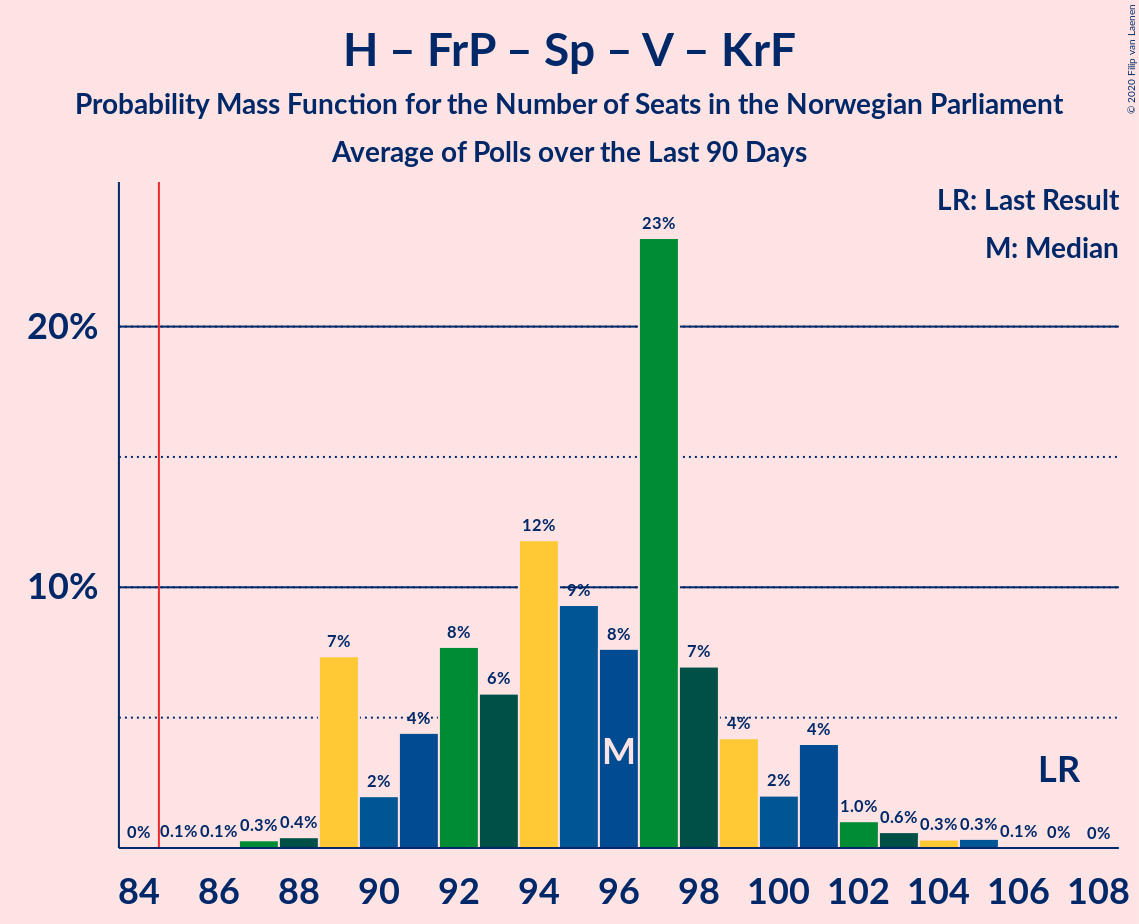 H – FrP – Sp – V – KrF
Probability Mass Function for the Number of Seats in the Norwegian Parliament
Average of Polls over the Last 90 Days
© 2020 Filip van Laenen
LR: Last Result
M: Median
20%
10%
0% 0.1% 0.1% 0.3% 0.4% 7% 2% 4% 8% 6% 12% 9% 8% 23% 7% 4% 2% 4% 1.0% 0.6% 0.3% 0.3% 0.1% 0% 0%
M
LR
84 86 88 90 92 94 96 98 100 102 104 106 108